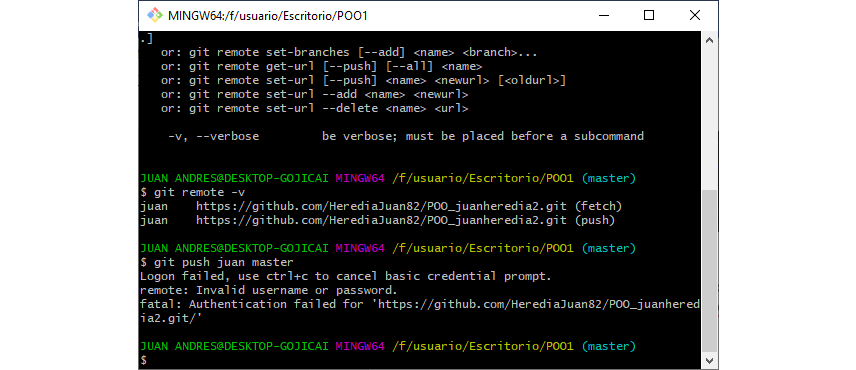 MINGW64:/f/usuario/Escritorio/POO1
.]
or: git remote set-branches [--add] <name> <branch>...
or: git remote get-url [--push] [--all] <name>
or: git remote set-url [--push] <name> <newurl> [<oldurl>]
or: git remote set-url --add <name> <newurl>
or: git remote set-url --delete <name> <url>
-v, --verbose be verbose; must be placed before a subcommand
JUAN ANDRES@DESKTOP-GOJICAI MINGW64 /f/usuario/Escritorio/POO1 (master)
$ git remote -v
juan https://github.com/HerediaJuan82/POO_juanheredia2.git (fetch)
juan https://github.com/HerediaJuan82/POO_juanheredia2.git (push)
JUAN ANDRES@DESKTOP-GOJICAI MINGW64 /f/usuario/Escritorio/POO1 (master)
$ git push juan master
Logon failed, use ctrl+c to cancel basic credential prompt.
remote: Invalid username or password.
fatal: Authentication failed for 'https://github.com/HerediaJuan82/POO_juanhered
ia2.git/'
JUAN ANDRES@DESKTOP-GOJICAI MINGW64 /f/usuario/Escritorio/POO1 (master)
$